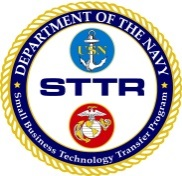 DEPARTMENT OF THE NAVY
USN
STTR
Small Business Technology Transfer Program